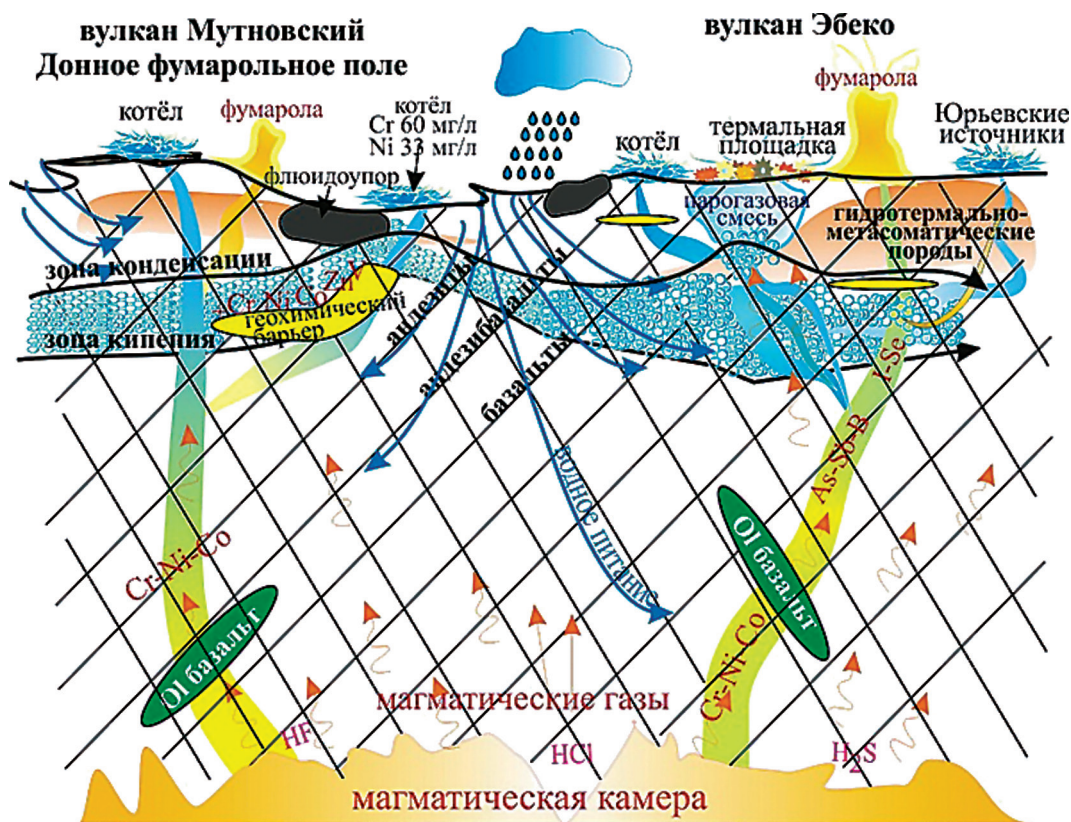 вулкан Мутновский
Донное фумарольное поле
вулкан Эбеко
котёл
фумарола
котёл
Cr 60 мг/л
Ni 33 мг/л
флюидоупор
котёл
термальная
площадка
фумарола
Юрьевские
источники
парогазовая
смесь
гидротермально-
метасоматические
породы
зона конденсации
Cr Ni Co Zn V
геохимический
барьер
зона кипения
андезиты
андезибазальты
базальты
водное питание
I-Se
As-Sb-B
Cr-Ni-Co
Ol базальт
Cr-Ni-Co
Ol базальт
магматические газы
HF
HCl
H2S
магматическая камера